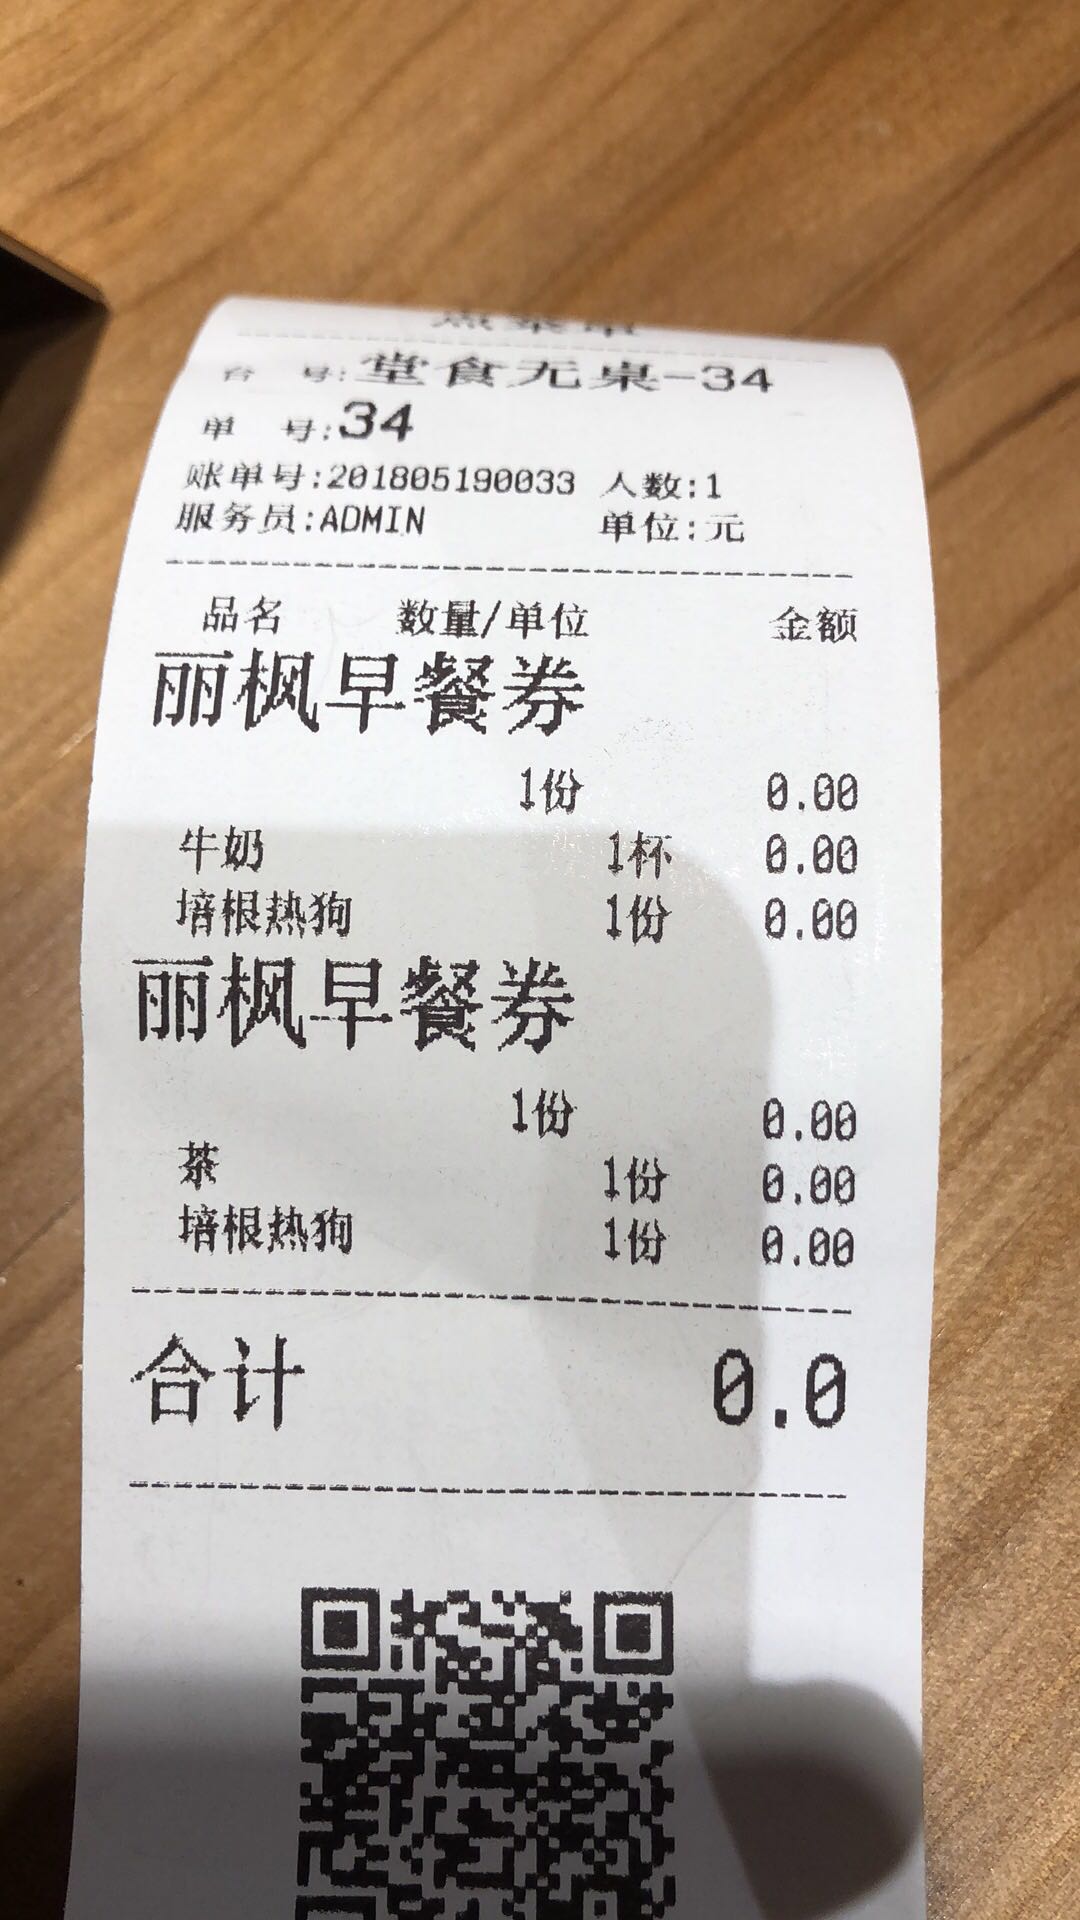 点菜单
台 号:堂食无桌-34
单 号:34
账单号:201805190033 人数:1
服务员:ADMIN 单位:元
品名 数量/单位 金额
丽枫早餐券
1份 0.00
牛奶 1杯 0.00
培根热狗 1份 0.00
丽枫早餐券
1份 0.00
茶 1份 0.00
培根热狗 1份 0.00
合计 0.0